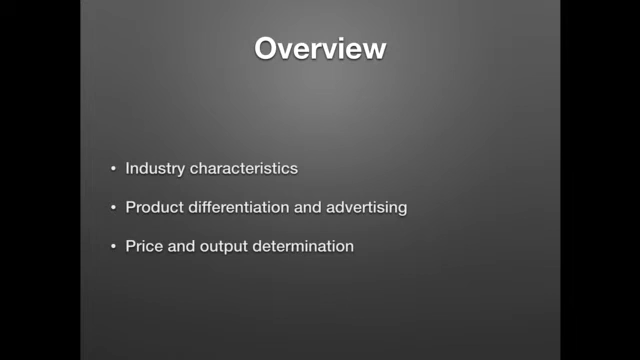 Overview
• Industry characteristics
• Product differentiation and advertising
• Price and output determination